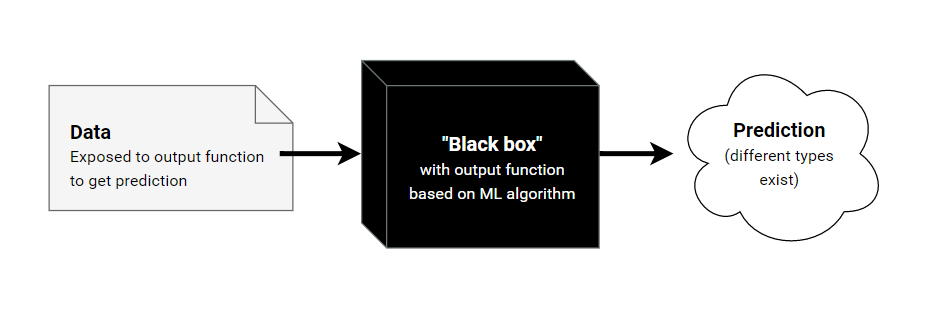 Data
Exposed to output function
to get prediction
"Black box"
with output function
based on ML algorithm
Prediction
(different types
exist)